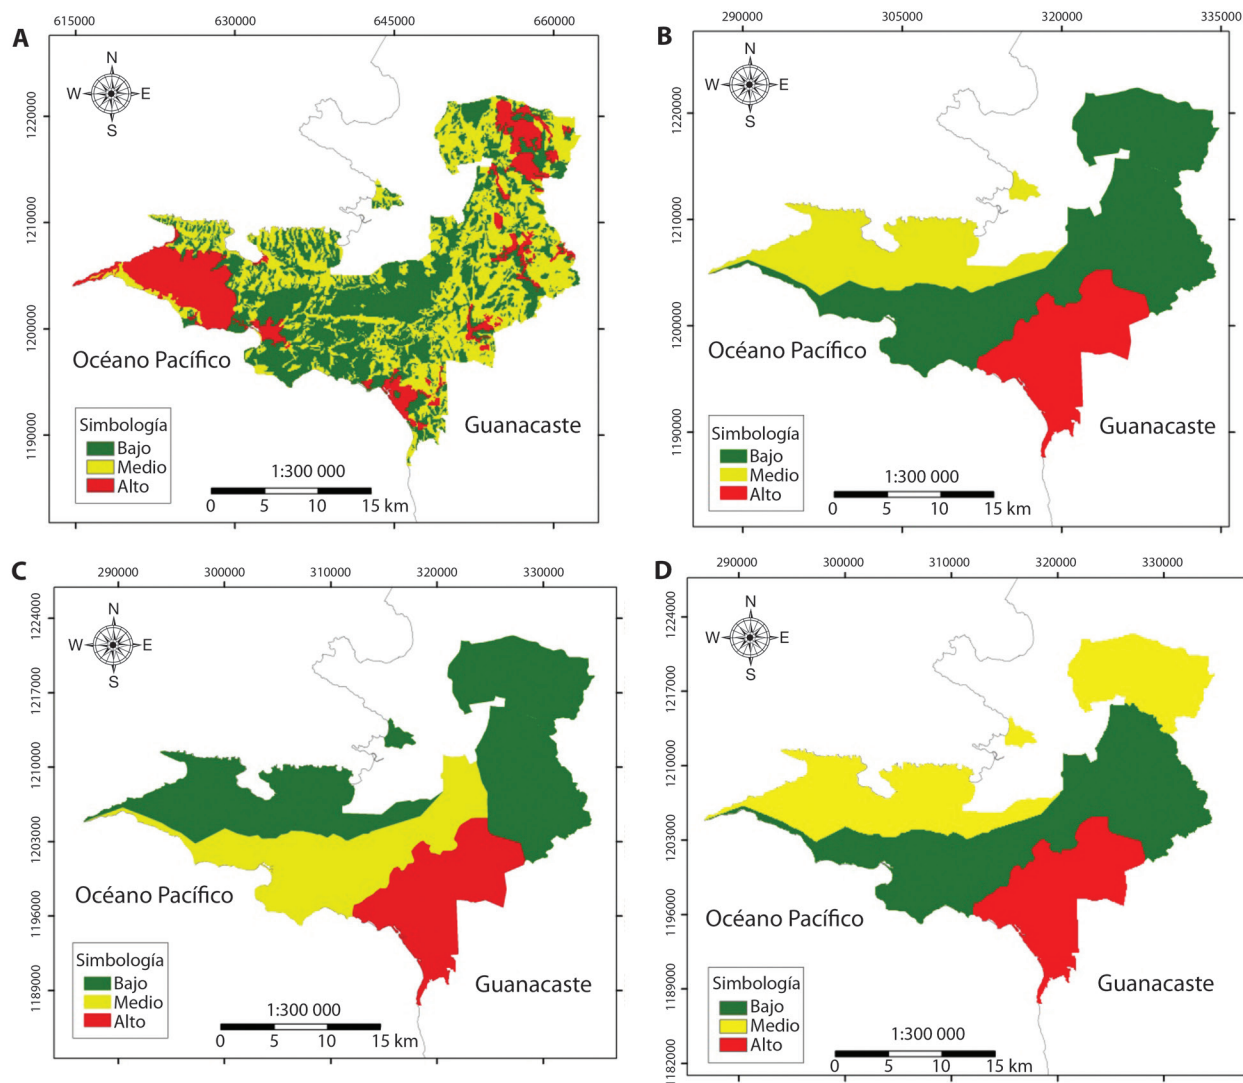 A
615000 630000 645000 660000
N
W E
S
1220000
1210000
1200000
1190000
Océano Pacífico
Guanacaste
Simbología
Bajo
Medio
Alto
1:300 000
0 5 10 15 km
B
290000 305000 320000 335000
N
W E
S
1220000
1210000
1200000
1190000
Océano Pacífico
Guanacaste
Simbología
Bajo
Medio
Alto
1:300 000
0 5 10 15 km
C
290000 300000 310000 320000 330000
N
W E
S
1224000
1217000
1210000
1203000
1196000
1189000
Océano Pacífico
Guanacaste
Simbología
Bajo
Medio
Alto
1:300 000
0 5 10 15 km
D
290000 300000 310000 320000 330000
N
W E
S
1224000
1217000
1210000
1203000
1196000
1189000
1182000
Océano Pacífico
Guanacaste
Simbología
Bajo
Medio
Alto
1:300 000
0 5 10 15 km